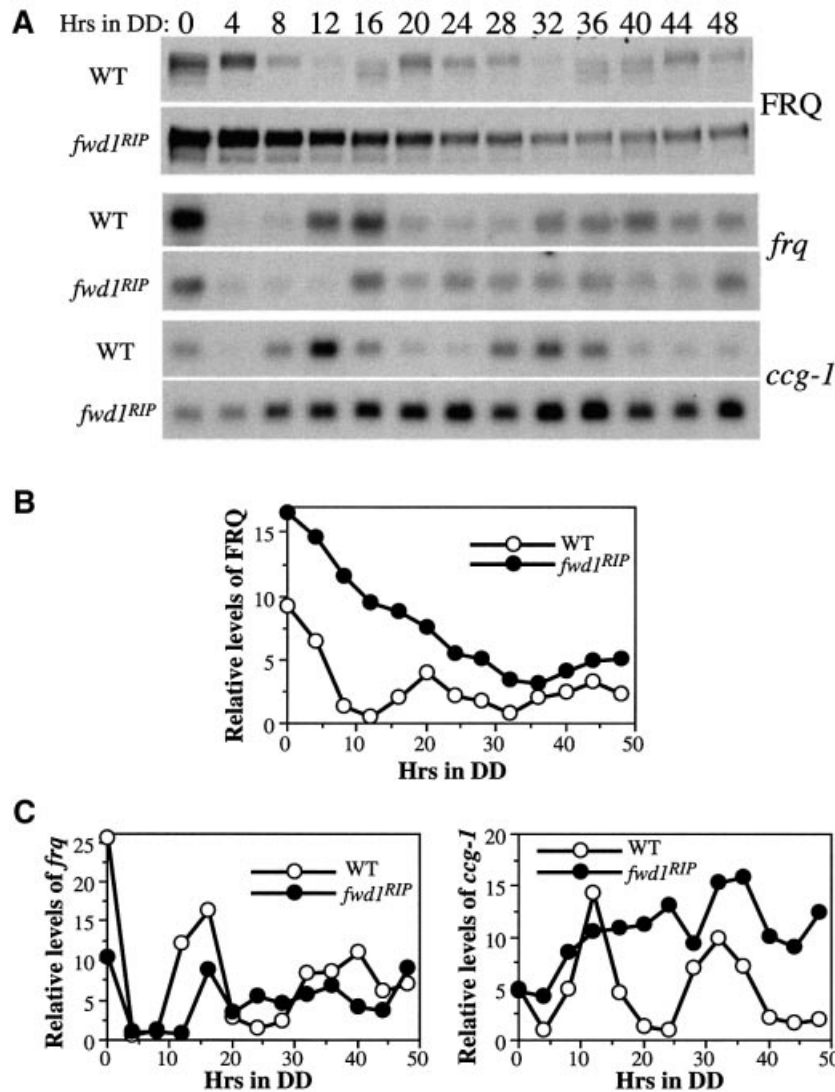 A Hrs in DD: 0 4 8 12 16 20 24 28 32 36 40 44 48
WT
fwd1RIP
FRQ
WT
fwd1RIP
frq
WT
fwd1RIP
ccg-1
B
Relative levels of FRQ
15
10
5
0
WT
fwd1RIP
0 10 20 30 40 50
Hrs in DD
C
Relative levels of frq
25
20
15
10
5
0
WT
fwd1RIP
0 10 20 30 40 50
Hrs in DD
Relative levels of ccg-1
20
15
10
5
0
WT
fwd1RIP
0 10 20 30 40 50
Hrs in DD